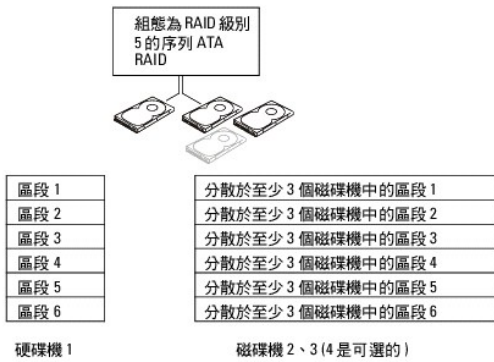 組態為 RAID 級別
5 的序列 ATA
RAID
區段 1
分散於至少 3 個磁碟機中的區段 1
區段 2
分散於至少 3 個磁碟機中的區段 2
區段 3
分散於至少 3 個磁碟機中的區段 3
區段 4
分散於至少 3 個磁碟機中的區段 4
區段 5
分散於至少 3 個磁碟機中的區段 5
區段 6
分散於至少 3 個磁碟機中的區段 6
硬碟機 1
磁碟機 2、3 (4 是可選的 )